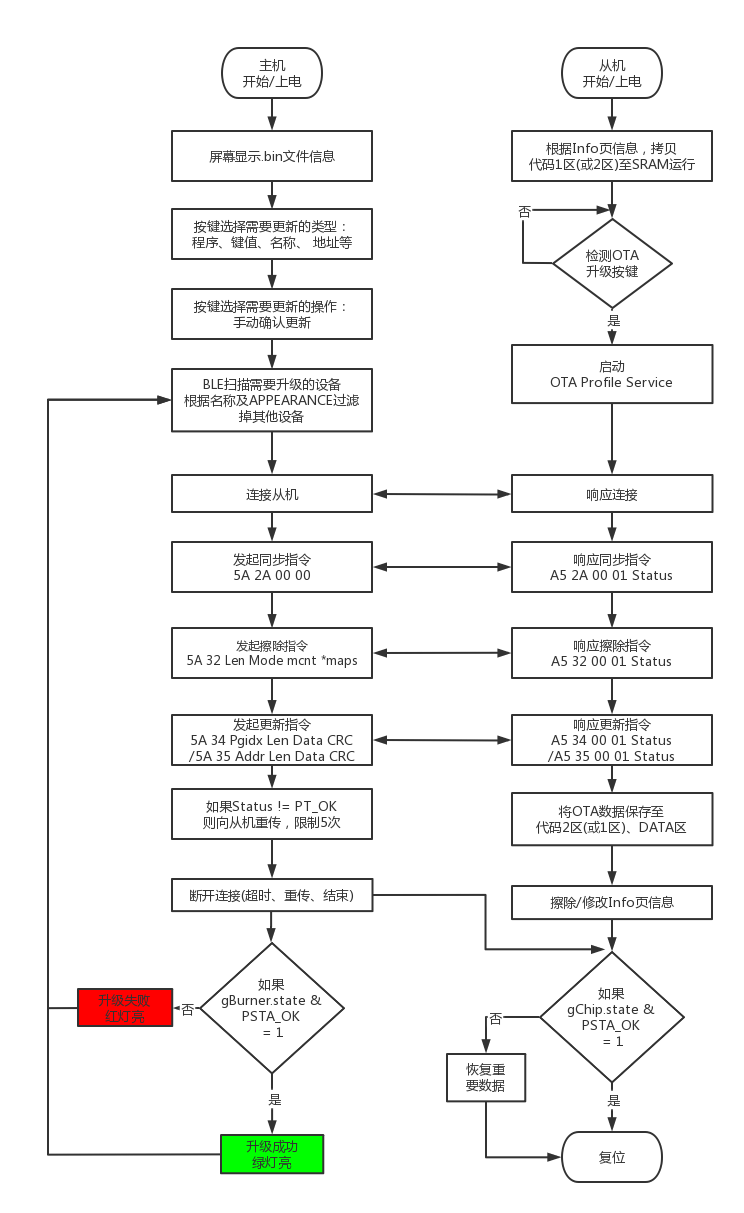 主机
开始/上电
屏幕显示.bin文件信息
按键选择需要更新的类型：
程序、键值、名称、 地址等
按键选择需要更新的操作：
手动确认更新
BLE扫描需要升级的设备
根据名称及APPEARANCE过滤
掉其他设备
连接从机
发起同步指令
5A 2A 00 00
发起擦除指令
5A 32 Len Mode mcnt *maps
发起更新指令
5A 34 Pgidx Len Data CRC
/5A 35 Addr Len Data CRC
如果Status != PT_OK
则向从机重传，限制5次
断开连接(超时、重传、结束)
如果
gBurner.state &
PSTA_OK
= 1
否
升级失败
红灯亮
是
升级成功
绿灯亮
从机
开始/上电
根据Info页信息，拷贝
代码1区(或2区)至SRAM运行
否
检测OTA
升级按键
是
启动
OTA Profile Service
响应连接
响应同步指令
A5 2A 00 01 Status
响应擦除指令
A5 32 00 01 Status
响应更新指令
A5 34 00 01 Status
/A5 35 00 01 Status
将OTA数据保存至
代码2区(或1区)、DATA区
擦除/修改Info页信息
如果
gChip.state &
PSTA_OK
= 1
否
恢复重
要数据
是
复位